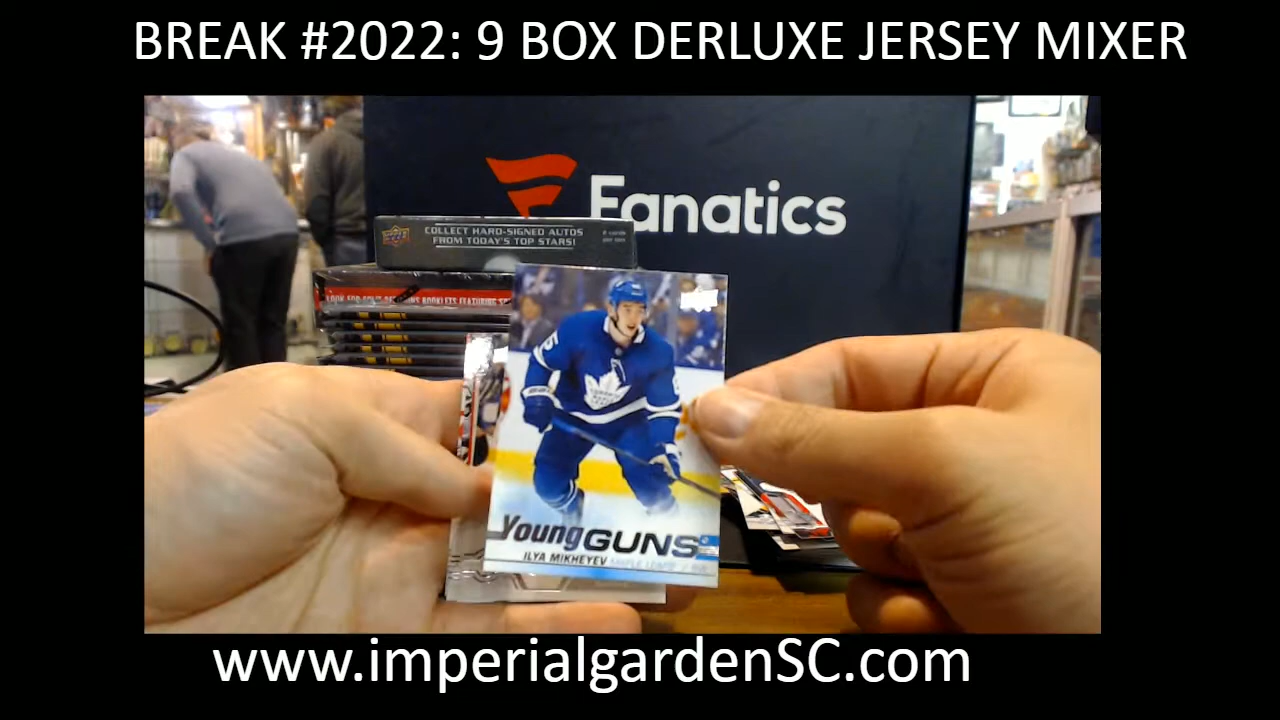 BREAK #2022: 9 BOX DERLUXE JERSEY MIXER
Fanatics
COLLECT HARD-SIGNED AUTOS
FROM TODAY'S TOP STARS!
Young GUNS
ILYA MIKHEYEV
www.imperialgardenSC.com